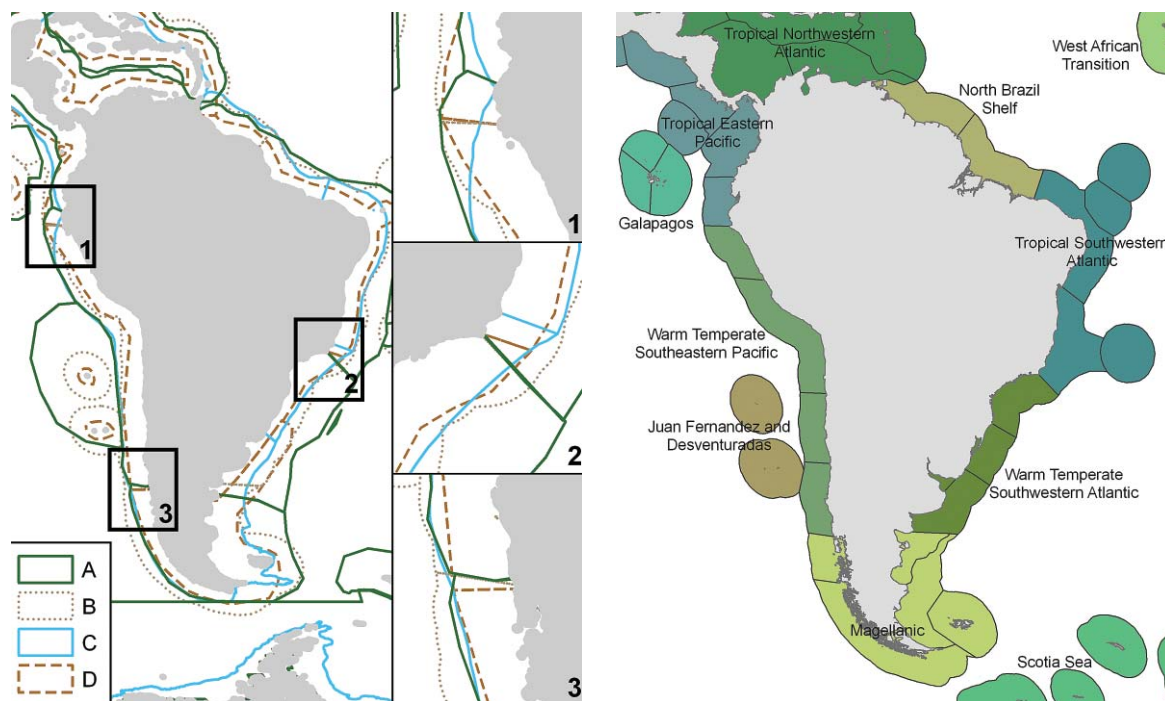 1
2
3
A
B
C
D
1
2
3
Tropical Northwestern
Atlantic
West African
Transition
North Brazil
Shelf
Tropical Eastern
Pacific
Galapagos
Tropical Southwestern
Atlantic
Warm Temperate
Southeastern Pacific
Juan Fernandez and
Desventuradas
Warm Temperate
Southwestern Atlantic
Magellanic
Scotia Sea